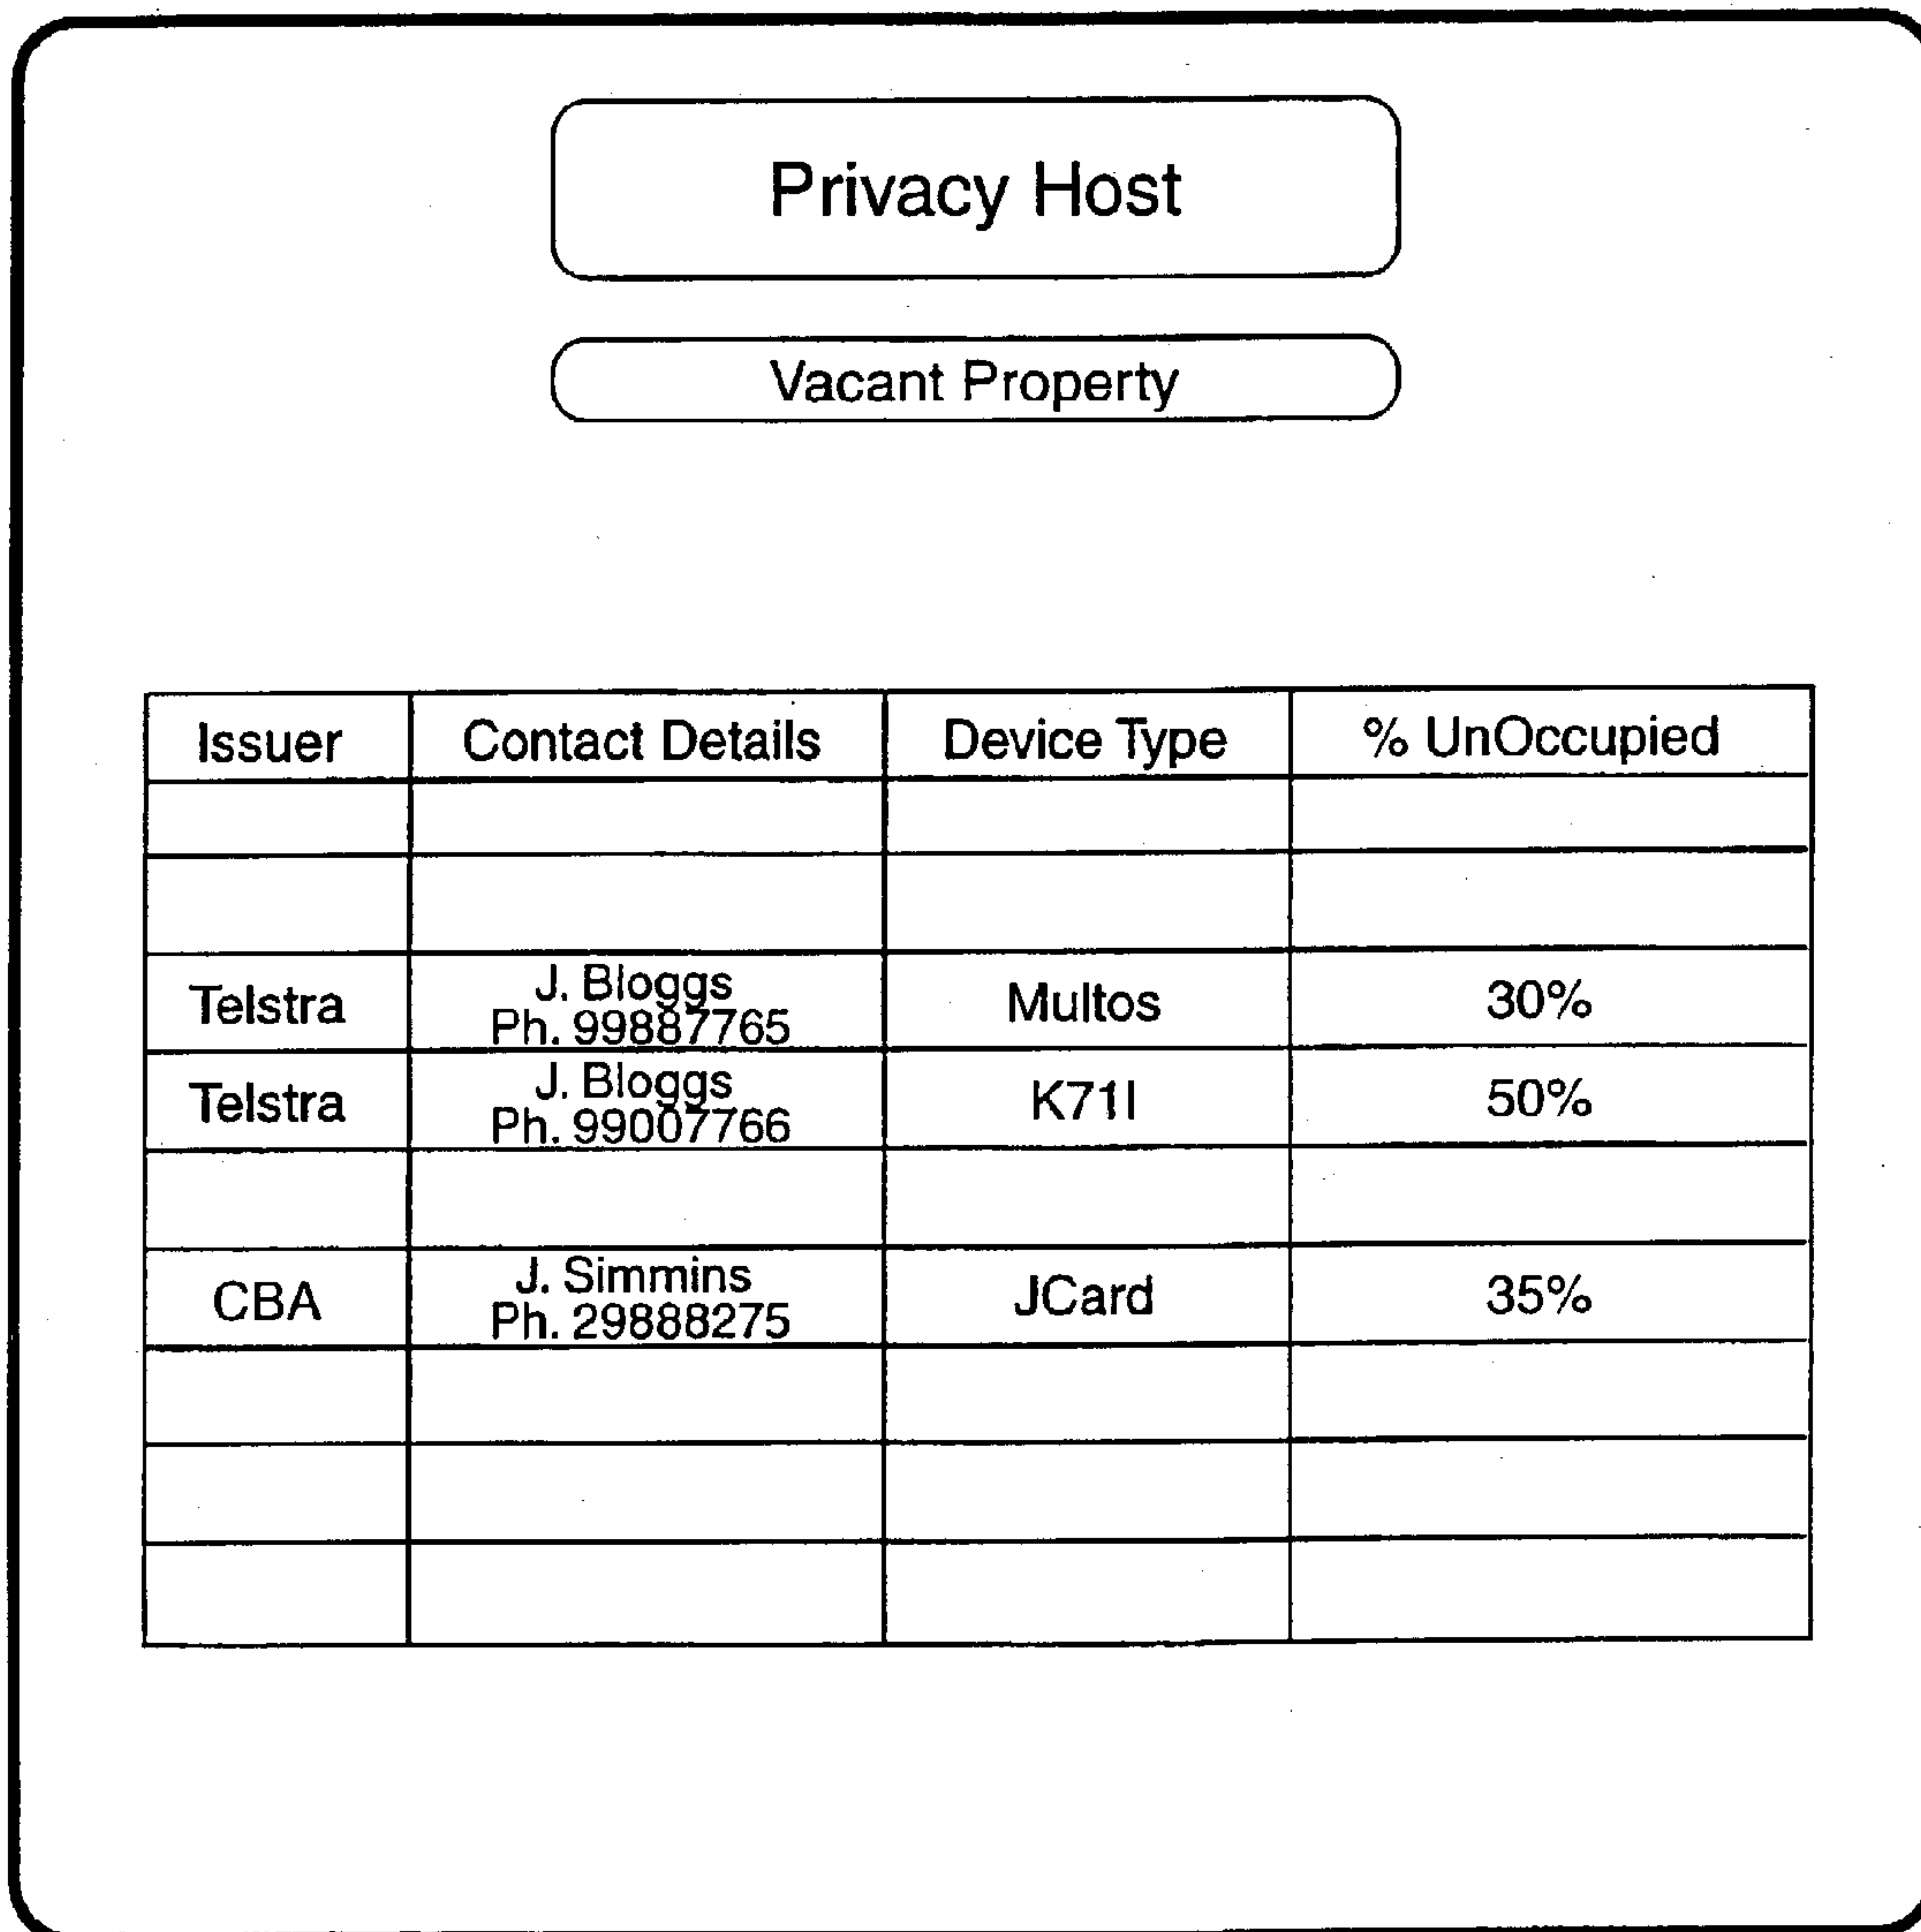 Privacy Host
Vacant Property
Issuer Contact Details Device Type % UnOccupied
Telstra J. Bloggs Multos 30%
Ph. 99887765
Telstra J. Bloggs K71I 50%
Ph. 99007766
CBA J. Simmins JCard 35%
Ph. 29888275